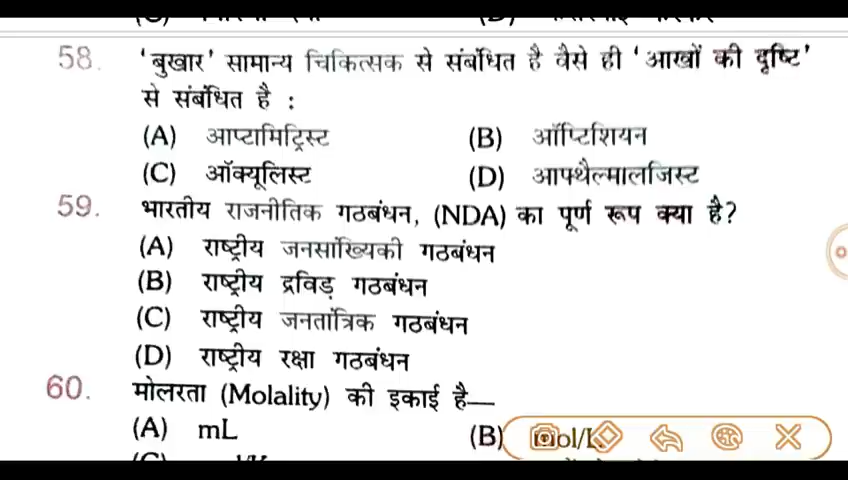 58. 'बुखार' सामान्य चिकित्सक से संबंधित है वैसे ही 'आखों की दृष्टि'
से संबंधित है :
(A) आप्टामिट्रिस्ट (B) ऑप्टिशियन
(C) ऑक्यूलिस्ट (D) आफ्थैल्मालजिस्ट
59. भारतीय राजनीतिक गठबंधन, (NDA) का पूर्ण रूप क्या है?
(A) राष्ट्रीय जनसांख्यिकी गठबंधन
(B) राष्ट्रीय द्रविड़ गठबंधन
(C) राष्ट्रीय जनतांत्रिक गठबंधन
(D) राष्ट्रीय रक्षा गठबंधन
60. मोलरता (Molality) की इकाई है—
(A) mL (B)